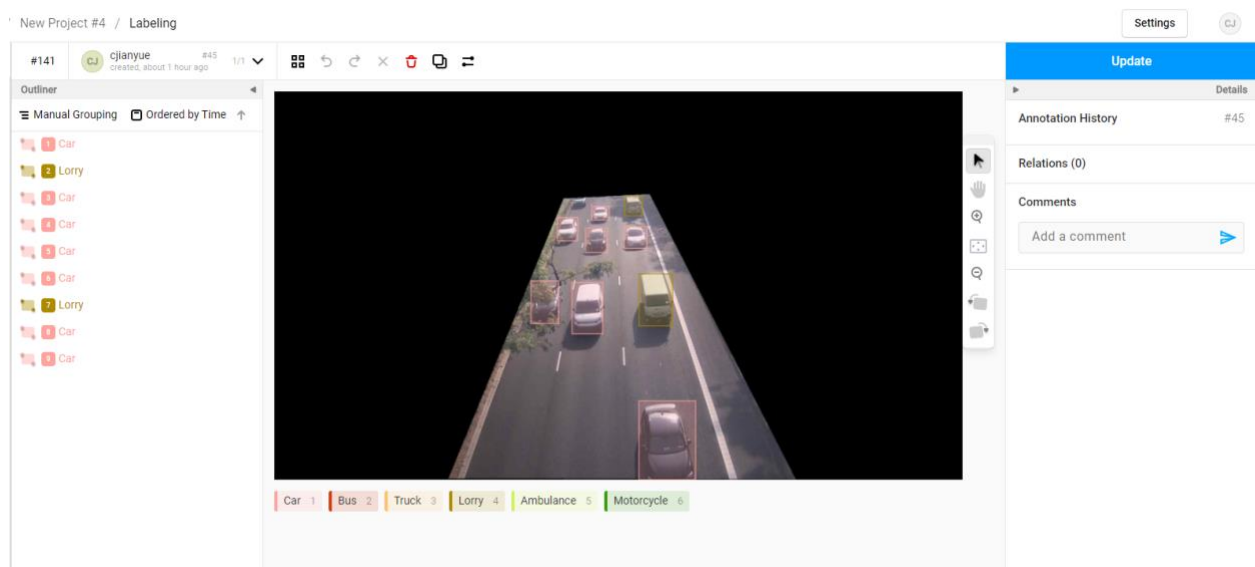 New Project #4 / Labeling
Settings
CJ
#141
CJ
cjianyue
#45
created, about 1 hour ago
1/1
Update
Outliner
Details
Manual Grouping
Ordered by Time
Annotation History
#45
1 Car
2 Lorry
3 Car
4 Car
5 Car
6 Car
7 Lorry
8 Car
9 Car
Relations (0)
Comments
Add a comment
Car 1
Bus 2
Truck 3
Lorry 4
Ambulance 5
Motorcycle 6